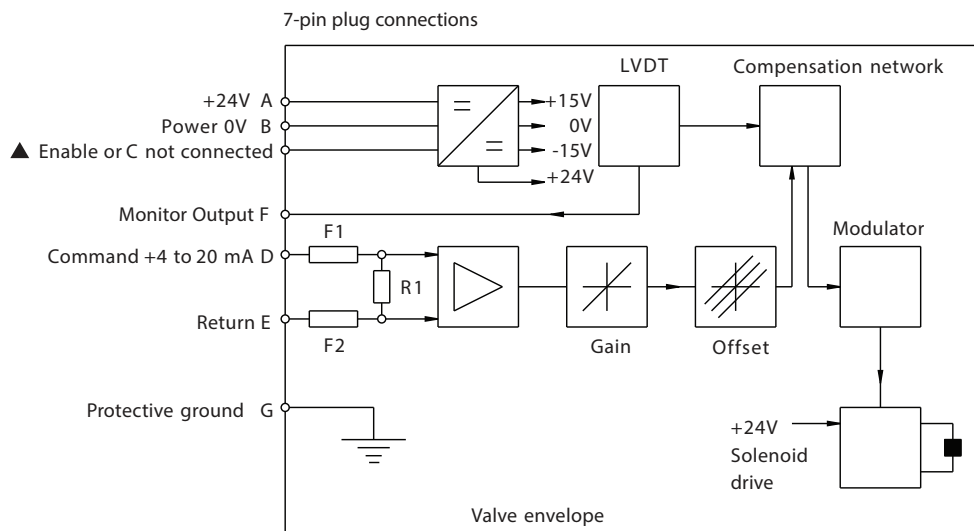 7-pin plug connections
LVDT
Compensation network
+24V A
+15V
Power 0V B
0V
▲ Enable or C not connected
-15V
+24V
Monitor Output F
Modulator
F1
Command +4 to 20 mA D
R1
Return E
F2
Gain
Offset
Protective ground G
+24V
Solenoid
drive
Valve envelope